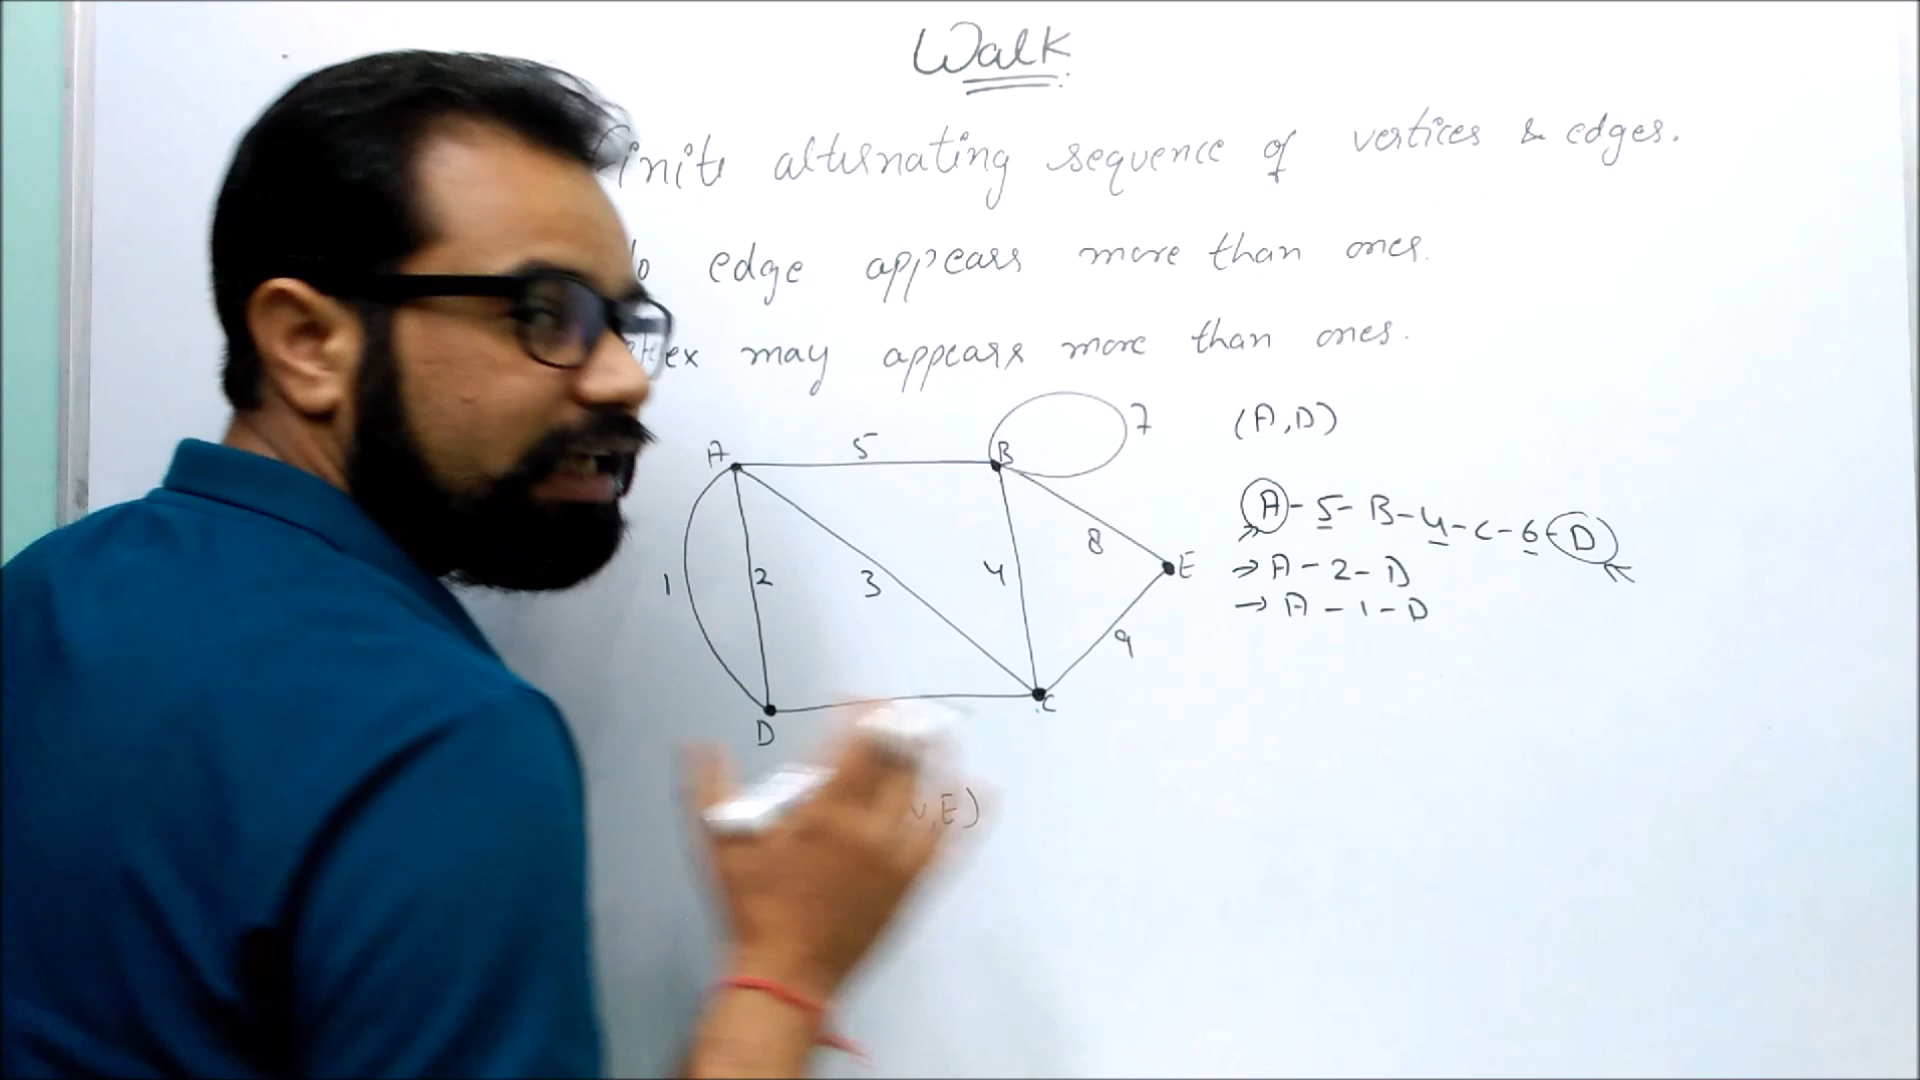 Walk
finite alternating sequence of vertices & edges.
edge appears more than ones.
may appears more than ones.
7
(A,D)
A
5
B
A-5-B-4-C-6-D
8
1
2
3
4
E
→ A-2-D
→ A-1-D
9
C
D
V,E)